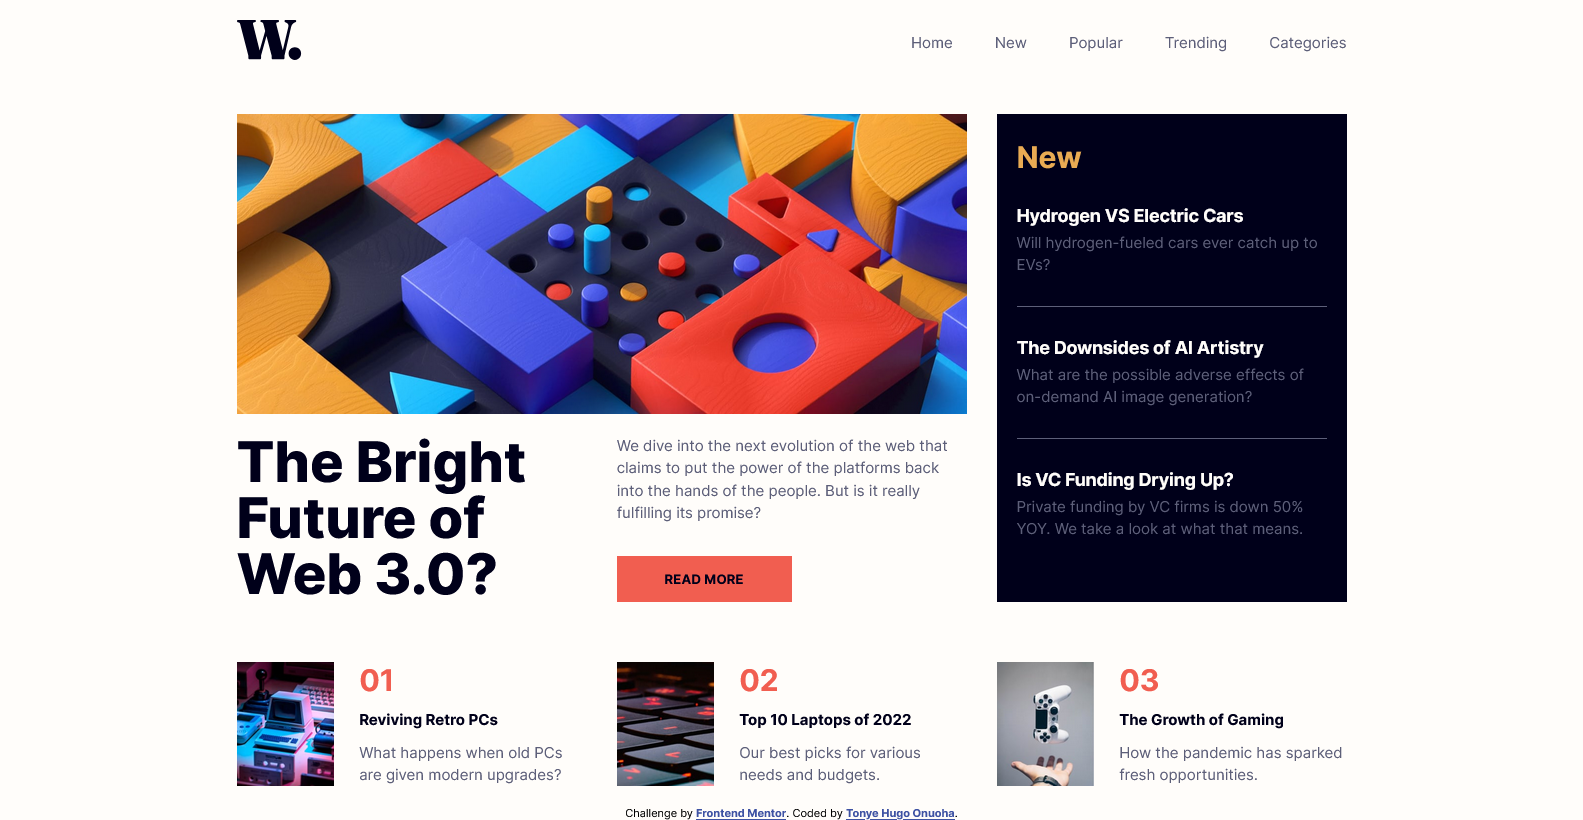 W.
Home New Popular Trending Categories
New
Hydrogen VS Electric Cars
Will hydrogen-fueled cars ever catch up to
EVs?
The Downsides of AI Artistry
What are the possible adverse effects of
on-demand AI image generation?
Is VC Funding Drying Up?
Private funding by VC firms is down 50%
YOY. We take a look at what that means.
The Bright
Future of
Web 3.0?
We dive into the next evolution of the web that
claims to put the power of the platforms back
into the hands of the people. But is it really
fulfilling its promise?
READ MORE
01
Reviving Retro PCs
What happens when old PCs
are given modern upgrades?
02
Top 10 Laptops of 2022
Our best picks for various
needs and budgets.
03
The Growth of Gaming
How the pandemic has sparked
fresh opportunities.
Challenge by Frontend Mentor. Coded by Tonye Hugo Onuoha.